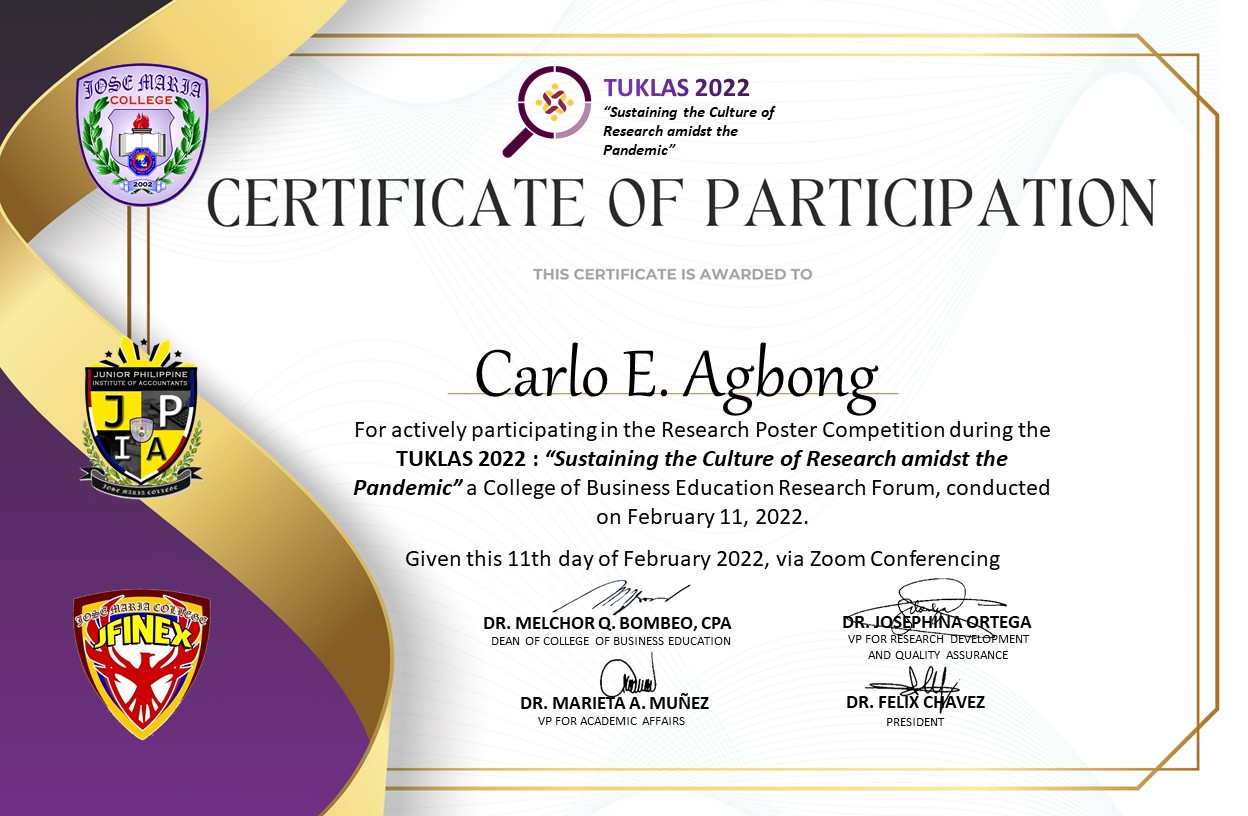 JOSE MARIA
COLLEGE
2002
TUKLAS 2022
“Sustaining the Culture of
Research amidst the
Pandemic”
CERTIFICATE OF PARTICIPATION
THIS CERTIFICATE IS AWARDED TO
Carlo E. Agbong
JUNIOR PHILIPPINE
INSTITUTE OF ACCOUNTANTS
J P
I A
JOSE MARIA COLLEGE
For actively participating in the Research Poster Competition during the
TUKLAS 2022 : “Sustaining the Culture of Research amidst the
Pandemic” a College of Business Education Research Forum, conducted
on February 11, 2022.
Given this 11th day of February 2022, via Zoom Conferencing
JOSE MARIA COLLEGE
JFINEX
DR. MELCHOR Q. BOMBEO, CPA
DEAN OF COLLEGE OF BUSINESS EDUCATION
DR. JOSEPHINA ORTEGA
VP FOR RESEARCH DEVELOPMENT
AND QUALITY ASSURANCE
DR. MARIETA A. MUÑEZ
VP FOR ACADEMIC AFFAIRS
DR. FELIX CHAVEZ
PRESIDENT